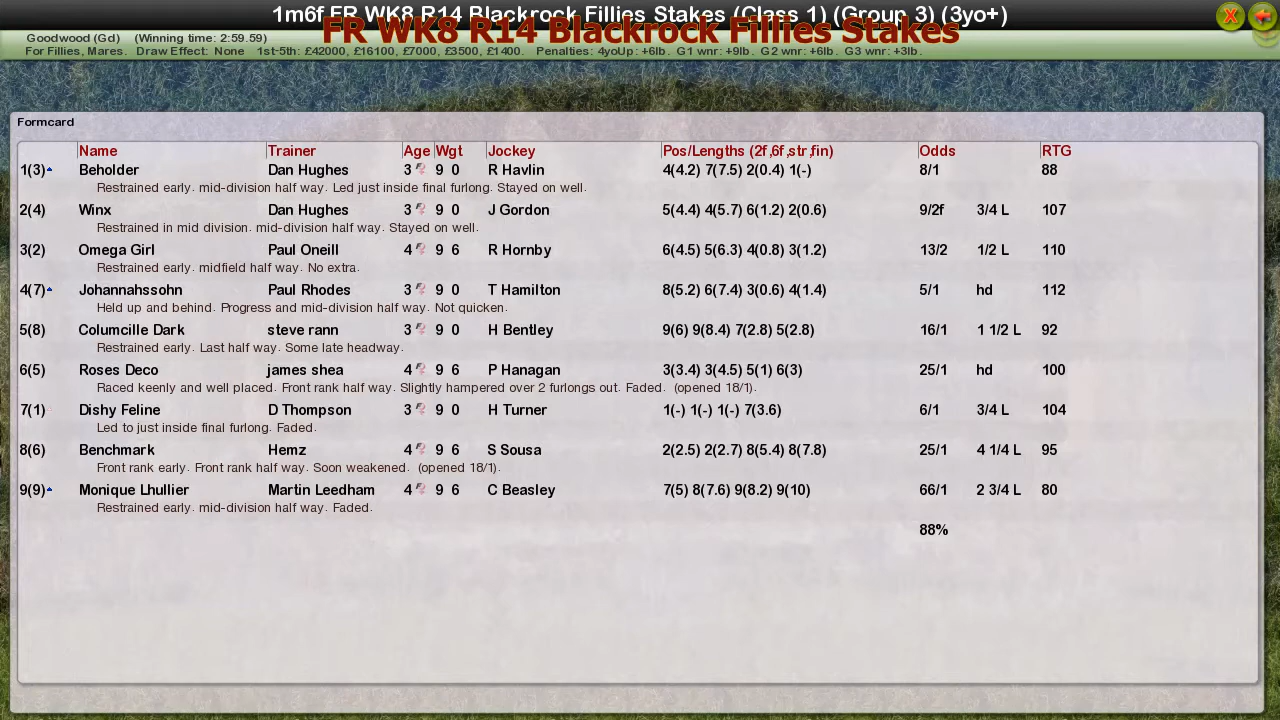 1m6f FR WK8 R14 Blackrock Fillies Stakes (Class 1) (Group 3) (3yo+)
FR WK8 R14 Blackrock Fillies Stakes
Goodwood (Gd) (Winning time: 2:59.59)
For Fillies, Mares. Draw Effect: None 1st-5th: £42000, £16100, £7000, £3500, £1400. Penalties: 4yoUp: +6lb. G1 wnr: +9lb. G2 wnr: +6lb. G3 wnr: +3lb.
Formcard
Name Trainer Age Wgt Jockey Pos/Lengths (2f,6f,str,fin) Odds RTG
1(3) Beholder Dan Hughes 3 9 0 R Havlin 4(4.2) 7(7.5) 2(0.4) 1(-) 8/1 88
Restrained early. mid-division half way. Led just inside final furlong. Stayed on well.
2(4) Winx Dan Hughes 3 9 0 J Gordon 5(4.4) 4(5.7) 6(1.2) 2(0.6) 9/2f 3/4 L 107
Restrained in mid division. mid-division half way. Stayed on well.
3(2) Omega Girl Paul Oneill 4 9 6 R Hornby 6(4.5) 5(6.3) 4(0.8) 3(1.2) 13/2 1/2 L 110
Restrained early. midfield half way. No extra.
4(7) Johannahssohn Paul Rhodes 3 9 0 T Hamilton 8(5.2) 6(7.4) 3(0.6) 4(1.4) 5/1 hd 112
Held up and behind. Progress and mid-division half way. Not quicken.
5(8) Columcille Dark steve rann 3 9 0 H Bentley 9(6) 9(8.4) 7(2.8) 5(2.8) 16/1 1 1/2 L 92
Restrained early. Last half way. Some late headway.
6(5) Roses Deco james shea 4 9 6 P Hanagan 3(3.4) 3(4.5) 5(1) 6(3) 25/1 hd 100
Raced keenly and well placed. Front rank half way. Slightly hampered over 2 furlongs out. Faded. (opened 18/1).
7(1) Dishy Feline D Thompson 3 9 0 H Turner 1(-) 1(-) 1(-) 7(3.6) 6/1 3/4 L 104
Led to just inside final furlong. Faded.
8(6) Benchmark Hemz 4 9 6 S Sousa 2(2.5) 2(2.7) 8(5.4) 8(7.8) 25/1 4 1/4 L 95
Front rank early. Front rank half way. Soon weakened. (opened 18/1).
9(9) Monique Lhullier Martin Leedham 4 9 6 C Beasley 7(5) 8(7.6) 9(8.2) 9(10) 66/1 2 3/4 L 80
Restrained early. mid-division half way. Faded.
88%